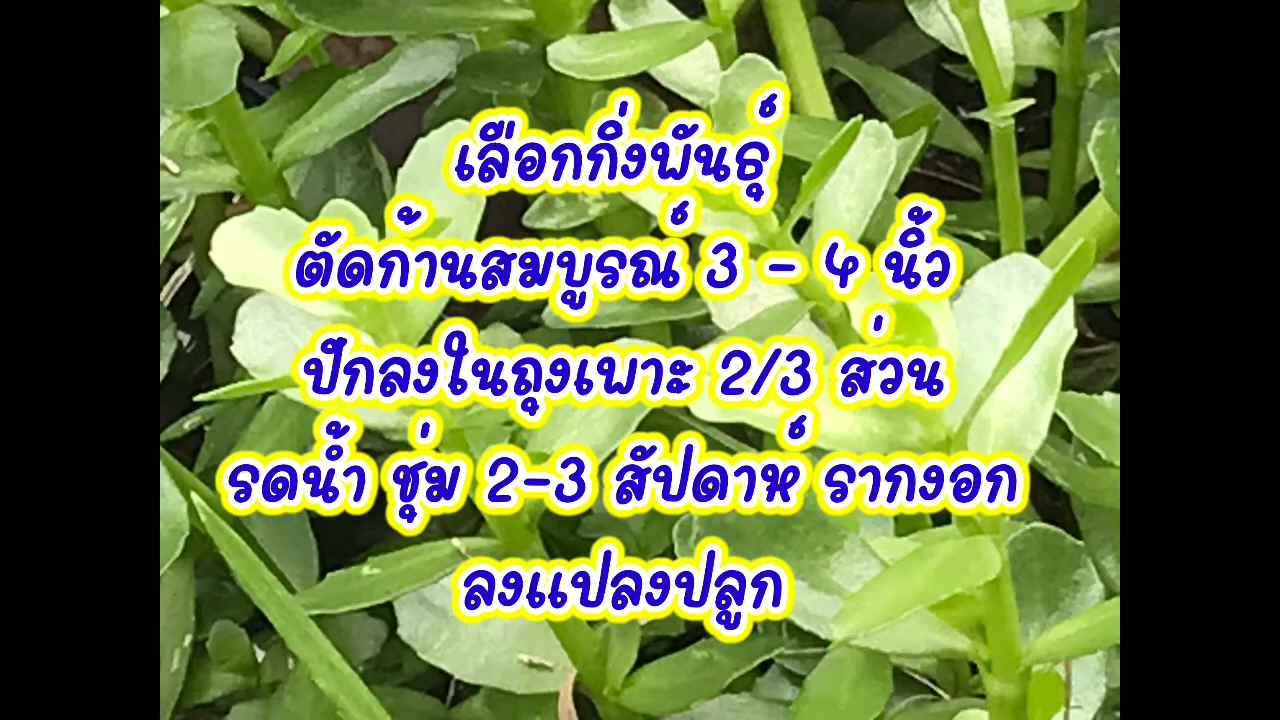 เลือกกิ่งพันธุ์
ตัดก้านสมบูรณ์ 3 - 4 นิ้ว
ปักลงในถุงเพาะ 2/3 ส่วน
รดน้ำ ชุ่ม 2-3 สัปดาห์ รากงอก
ลงแปลงปลูก